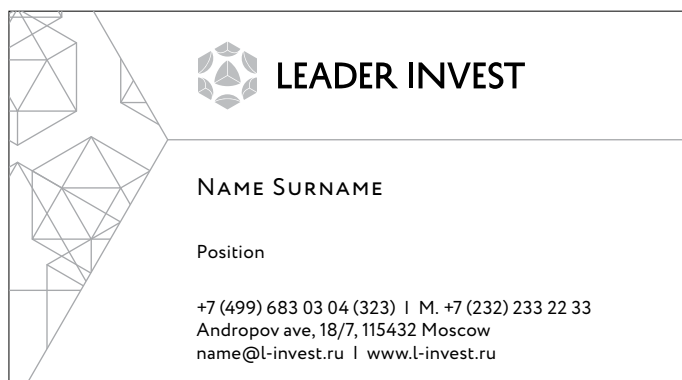 LEADER INVEST
NAME SURNAME
Position
+7 (499) 683 03 04 (323) | M. +7 (232) 233 22 33
Andropov ave, 18/7, 115432 Moscow
name@l-invest.ru | www.l-invest.ru